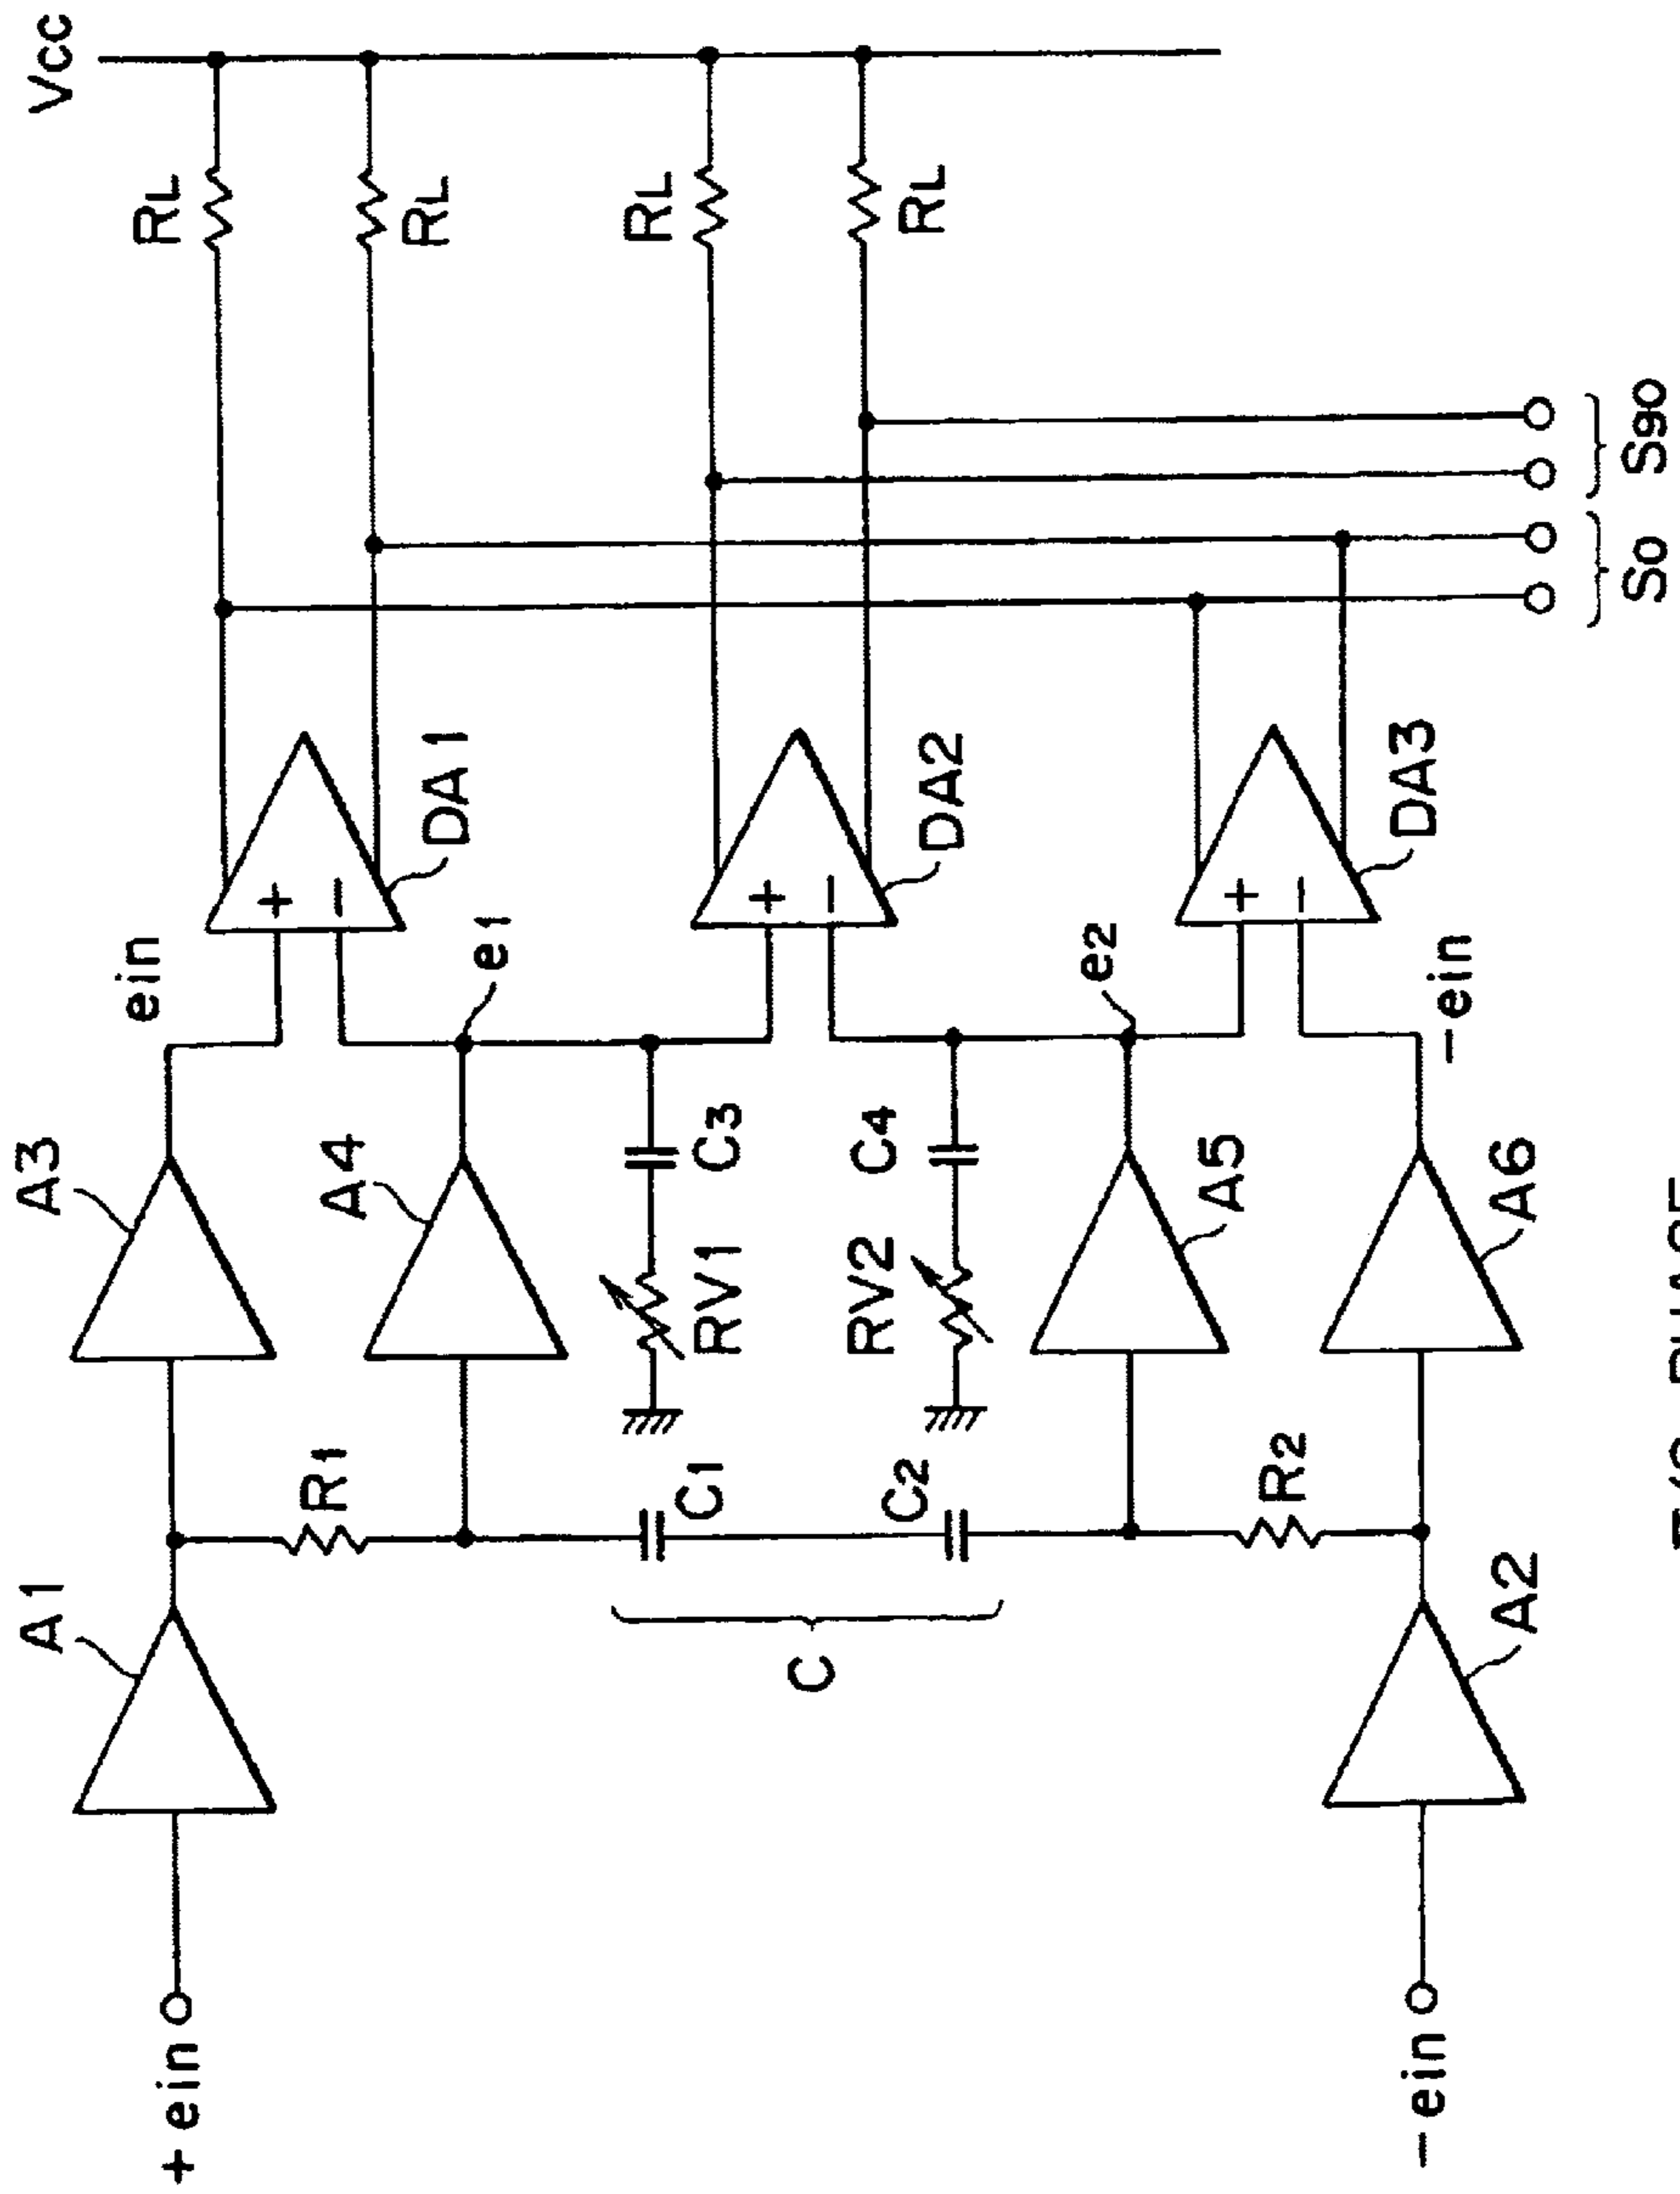 Vcc
RL
RL
RL
RL
ein
DA1
e1
DA2
e2
DA3
-ein
S0
S90
A3
A4
C3
RV1
C4
RV2
A5
A6
A1
R1
C1
C2
C
R2
A2
+ein
-ein